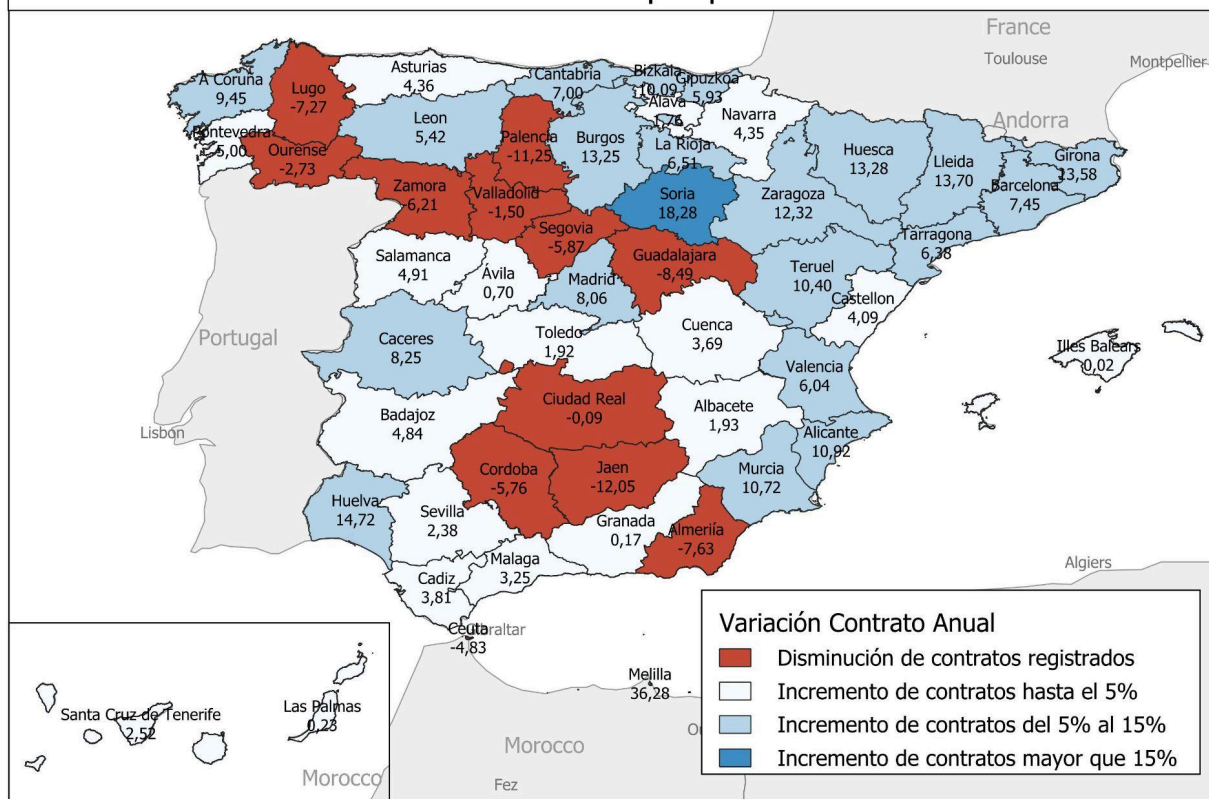 France
Toulouse
Montpellier
Andorra
A Coruña
9,45
Lugo
-7,27
Asturias
4,36
Cantabria
7,00
Bizkaia
10,09
Gipuzkoa
5,93
Alava
Navarra
4,35
Pontevedra
5,00
Ourense
-2,73
Leon
5,42
Palencia
-11,25
Burgos
13,25
La Rioja
6,51
Huesca
13,28
Lleida
13,70
Girona
13,58
Barcelona
7,45
Zamora
-6,21
Valladolid
-1,50
Soria
18,28
Zaragoza
12,32
Segovia
-5,87
Tarragona
6,38
Salamanca
4,91
Ávila
0,70
Madrid
8,06
Guadalajara
-8,49
Teruel
10,40
Castellon
4,09
Portugal
Caceres
8,25
Toledo
1,92
Cuenca
3,69
Valencia
6,04
Illes Balears
0,02
Lisbon
Badajoz
4,84
Ciudad Real
-0,09
Albacete
1,93
Alicante
10,92
Cordoba
-5,76
Jaen
-12,05
Murcia
10,72
Huelva
14,72
Sevilla
2,38
Granada
0,17
Almeriía
-7,63
Malaga
3,25
Cadiz
3,81
Algiers
Ceuta
-4,83
Gibraltar
Melilla
36,28
Santa Cruz de Tenerife
2,52
Las Palmas
0,23
Morocco
Morocco
Fez
Variación Contrato Anual
Disminución de contratos registrados
Incremento de contratos hasta el 5%
Incremento de contratos del 5% al 15%
Incremento de contratos mayor que 15%